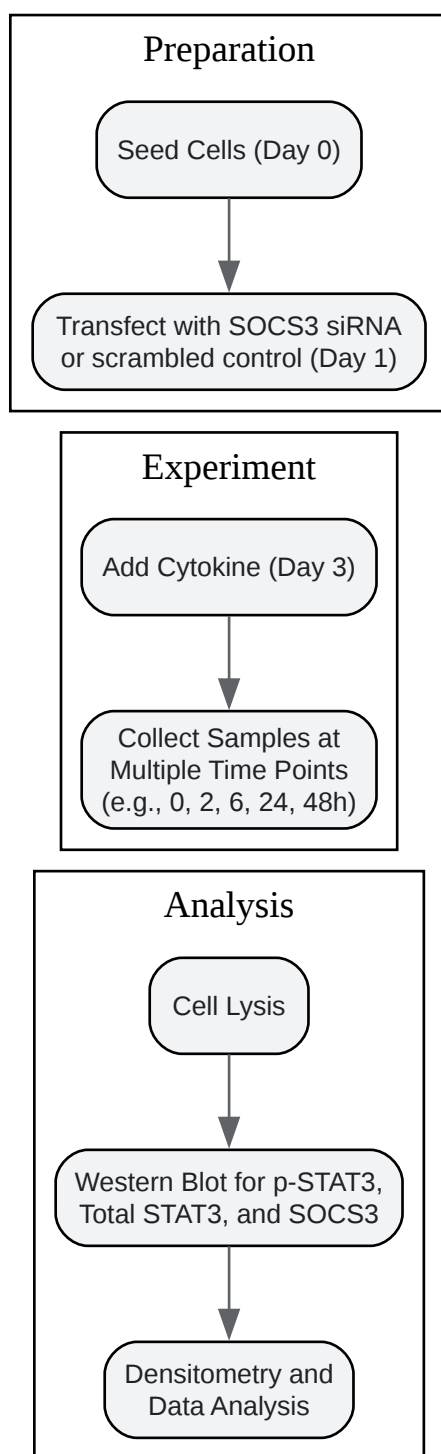 Preparation
Seed Cells (Day 0)
Transfect with SOCS3 siRNA
or scrambled control (Day 1)
Experiment
Add Cytokine (Day 3)
Collect Samples at
Multiple Time Points
(e.g., 0, 2, 6, 24, 48h)
Analysis
Cell Lysis
Western Blot for p-STAT3,
Total STAT3, and SOCS3
Densitometry and
Data Analysis